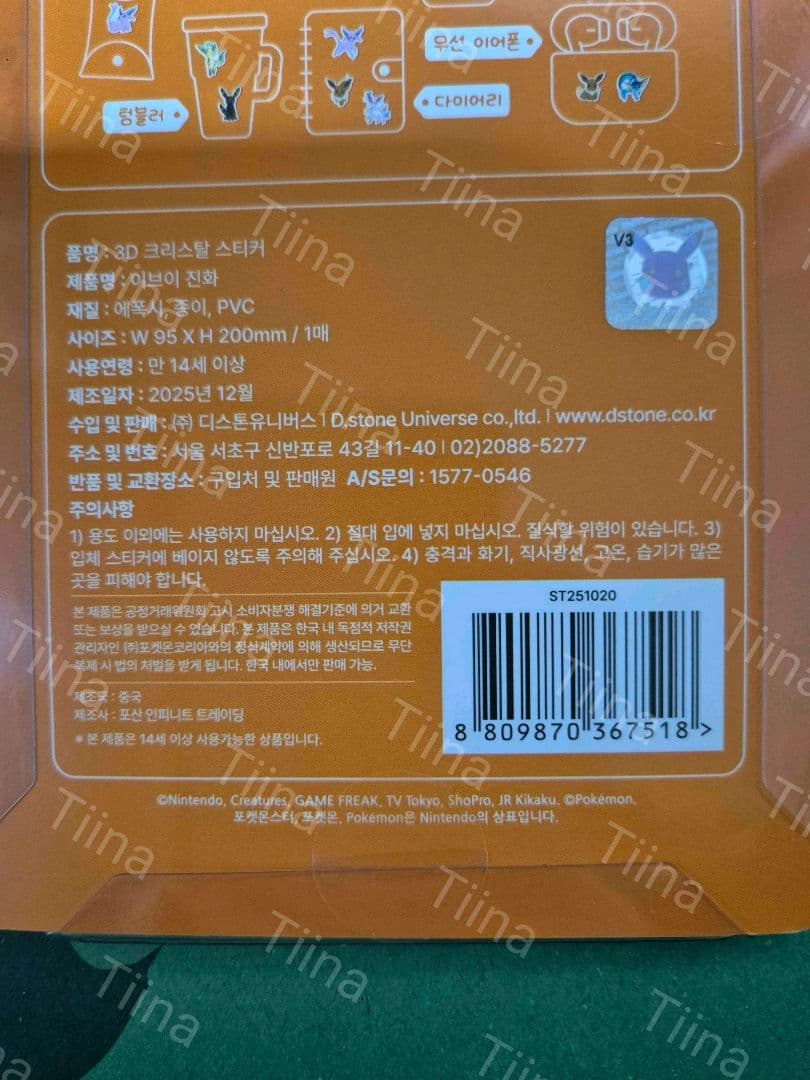 무선 이어폰
텀블러
다이어리
V3
품명 : 3D 크리스탈 스티커
제품명 : 이브이 진화
재질 : 에폭시, 종이, PVC
사이즈 : W 95 X H 200mm / 1매
사용연령 : 만 14세 이상
제조일자 : 2025년 12월
수입 및 판매 : ㈜ 디스톤유니버스 | D.stone Universe co.,ltd. | www.dstone.co.kr
주소 및 번호 : 서울 서초구 신반포로 43길 11-40 | 02)2088-5277
반품 및 교환장소 : 구입처 및 판매원 A/S문의 : 1577-0546
주의사항
1) 용도 이외에는 사용하지 마십시오. 2) 절대 입에 넣지 마십시오. 질식할 위험이 있습니다. 3)
입체 스티커에 베이지 않도록 주의해 주십시오. 4) 충격과 화기, 직사광선, 고온, 습기가 많은
곳을 피해야 합니다.
본 제품은 공정거래위원회 고시 소비자분쟁 해결기준에 의거 교환
또는 보상을 받으실 수 있습니다. 본 제품은 한국 내 독점적 저작권
관리자인 ㈜포켓몬코리아와의 정식계약에 의해 생산되므로 무단
복제 시 법의 처벌을 받게 됩니다. 한국 내에서만 판매 가능.
제조국 : 중국
제조사 : 포산 인피니트 트레이딩
* 본 제품은 14세 이상 사용가능한 상품입니다.
ST251020
8 809870 367518 >
©Nintendo, Creatures, GAME FREAK, TV Tokyo, ShoPro, JR Kikaku. ©Pokémon.
포켓몬스터, 포켓몬, Pokémon은 Nintendo의 상표입니다.
Tiina